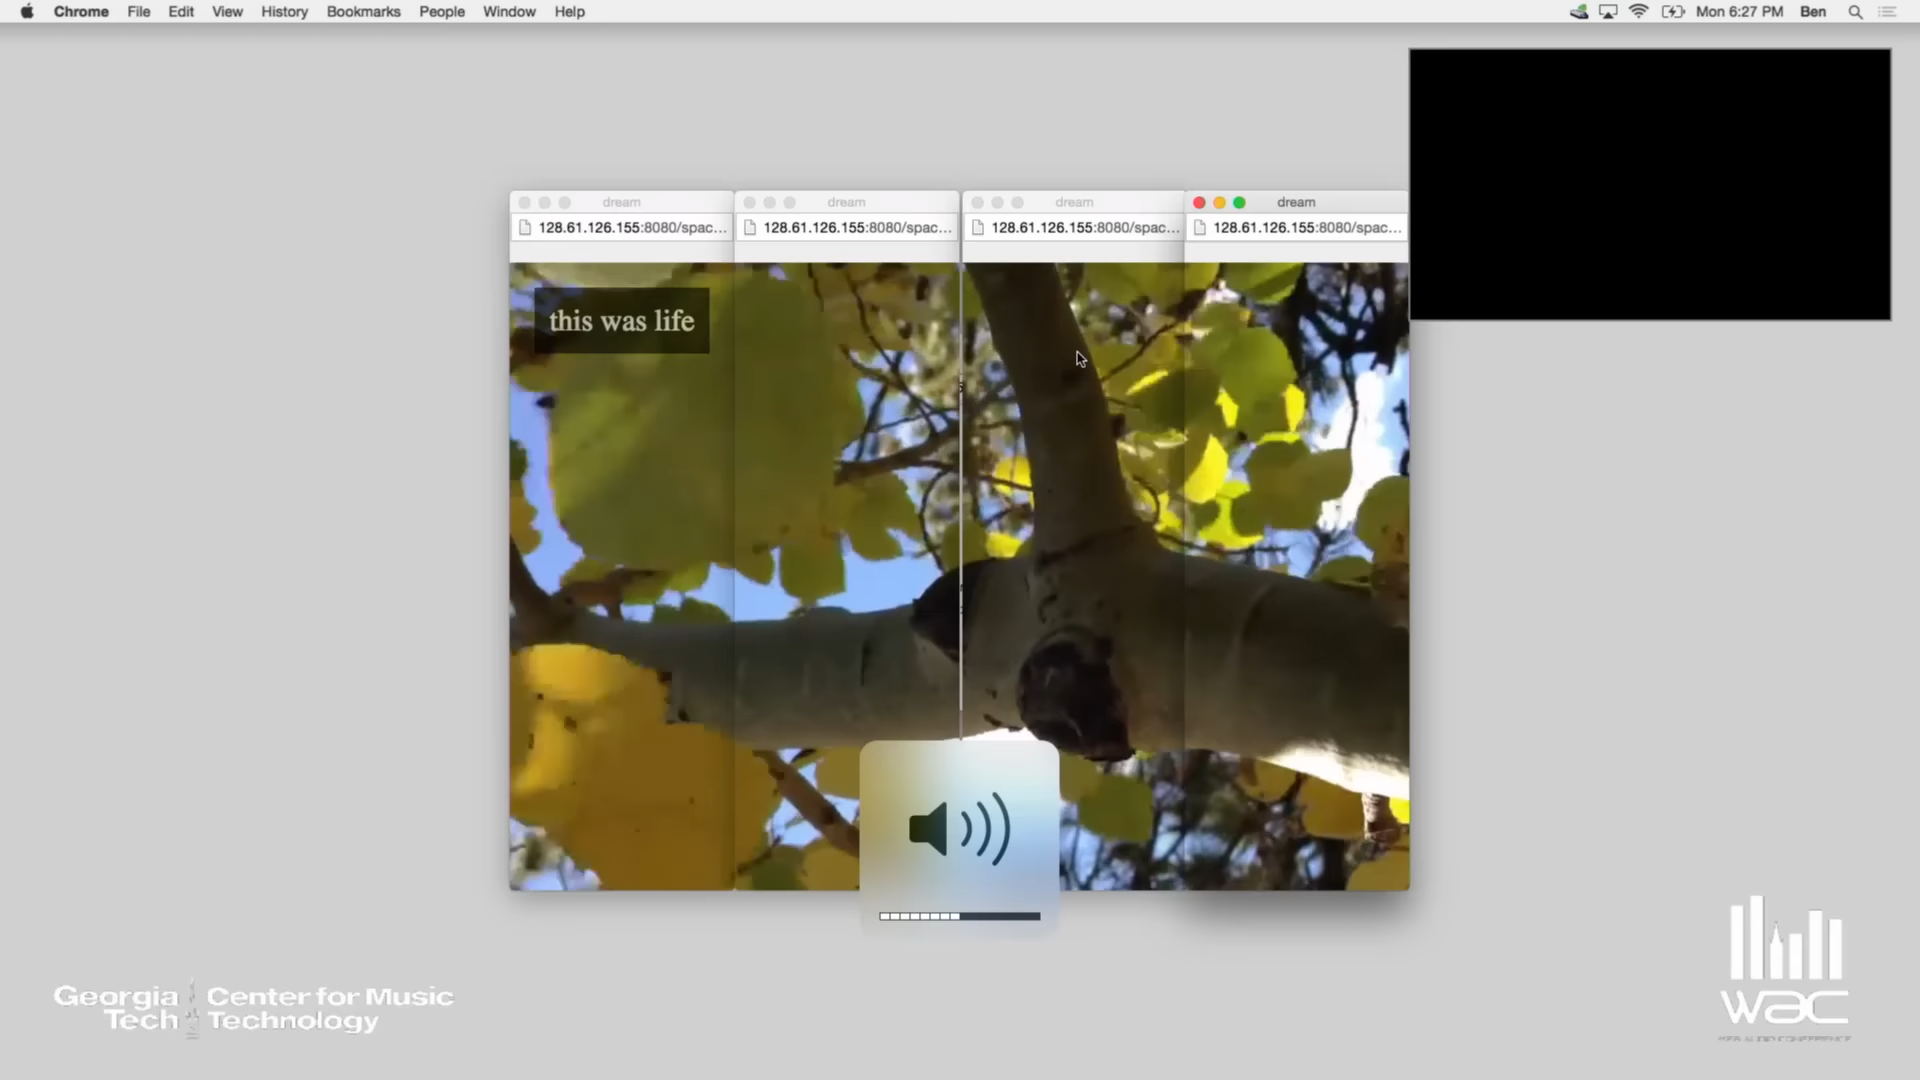 Chrome File Edit View History Bookmarks People Window Help Mon 6:27 PM Ben
dream dream dream dream
128.61.126.155:8080/spac... 128.61.126.155:8080/spac... 128.61.126.155:8080/spac... 128.61.126.155:8080/spac...
this was life
Georgia Tech
Center for Music
Technology
wac